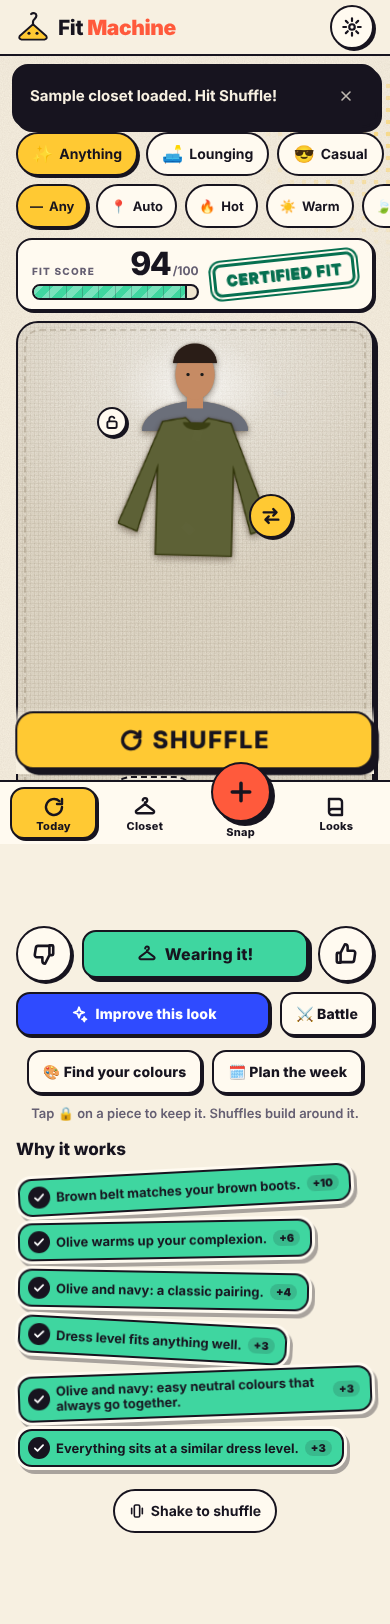 Fit Machine
Sample closet loaded. Hit Shuffle!
Anything
Lounging
Casual
— Any
Auto
Hot
Warm
FIT SCORE
94/100
CERTIFIED FIT
SHUFFLE
Today
Closet
Snap
Looks
Wearing it!
Improve this look
Battle
Find your colours
Plan the week
Tap 🔒 on a piece to keep it. Shuffles build around it.
Why it works
Brown belt matches your brown boots. +10
Olive warms up your complexion. +6
Olive and navy: a classic pairing. +4
Dress level fits anything well. +3
Olive and navy: easy neutral colours that +3
always go together.
Everything sits at a similar dress level. +3
Shake to shuffle